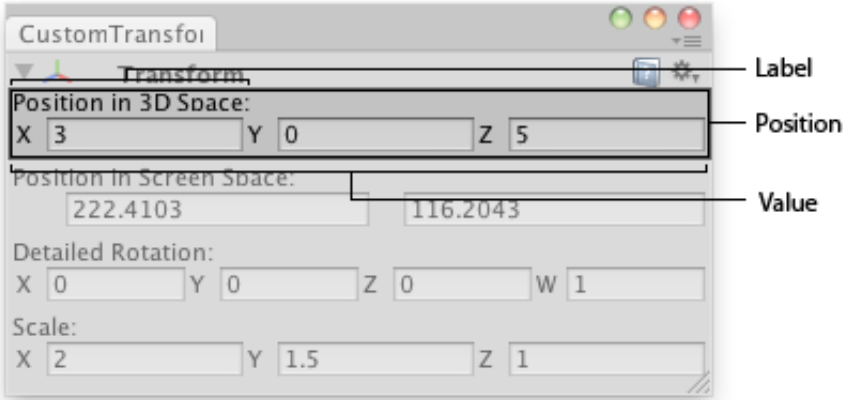 CustomTransfoi
Transform
Label
Position in 3D Space:
X 3 Y 0 Z 5
Position
Position in Screen Space:
222.4103 116.2043
Value
Detailed Rotation:
X 0 Y 0 Z 0 W 1
Scale:
X 2 Y 1.5 Z 1